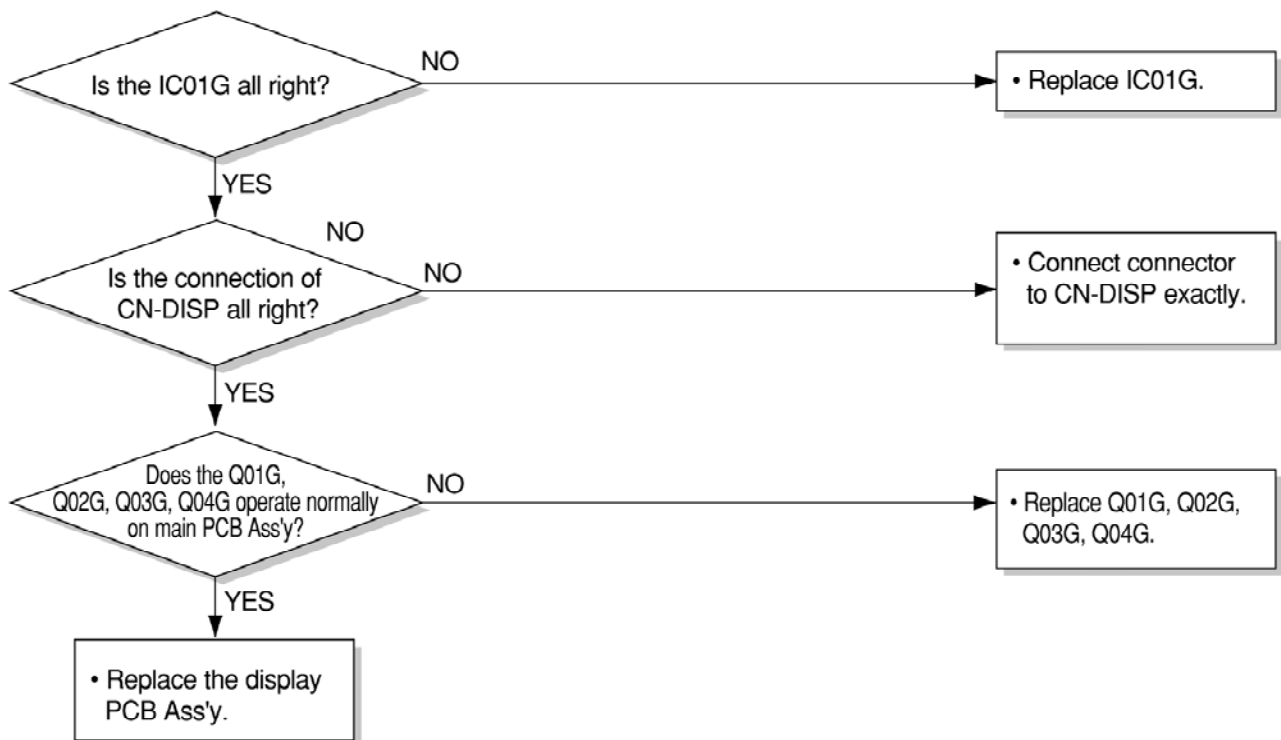 Is the IC01G all right?
NO
• Replace IC01G.
YES
NO
Is the connection of
CN-DISP all right?
NO
• Connect connector
to CN-DISP exactly.
YES
Does the Q01G,
Q02G, Q03G, Q04G operate normally
on main PCB Ass'y?
NO
• Replace Q01G, Q02G,
Q03G, Q04G.
YES
• Replace the display
PCB Ass'y.